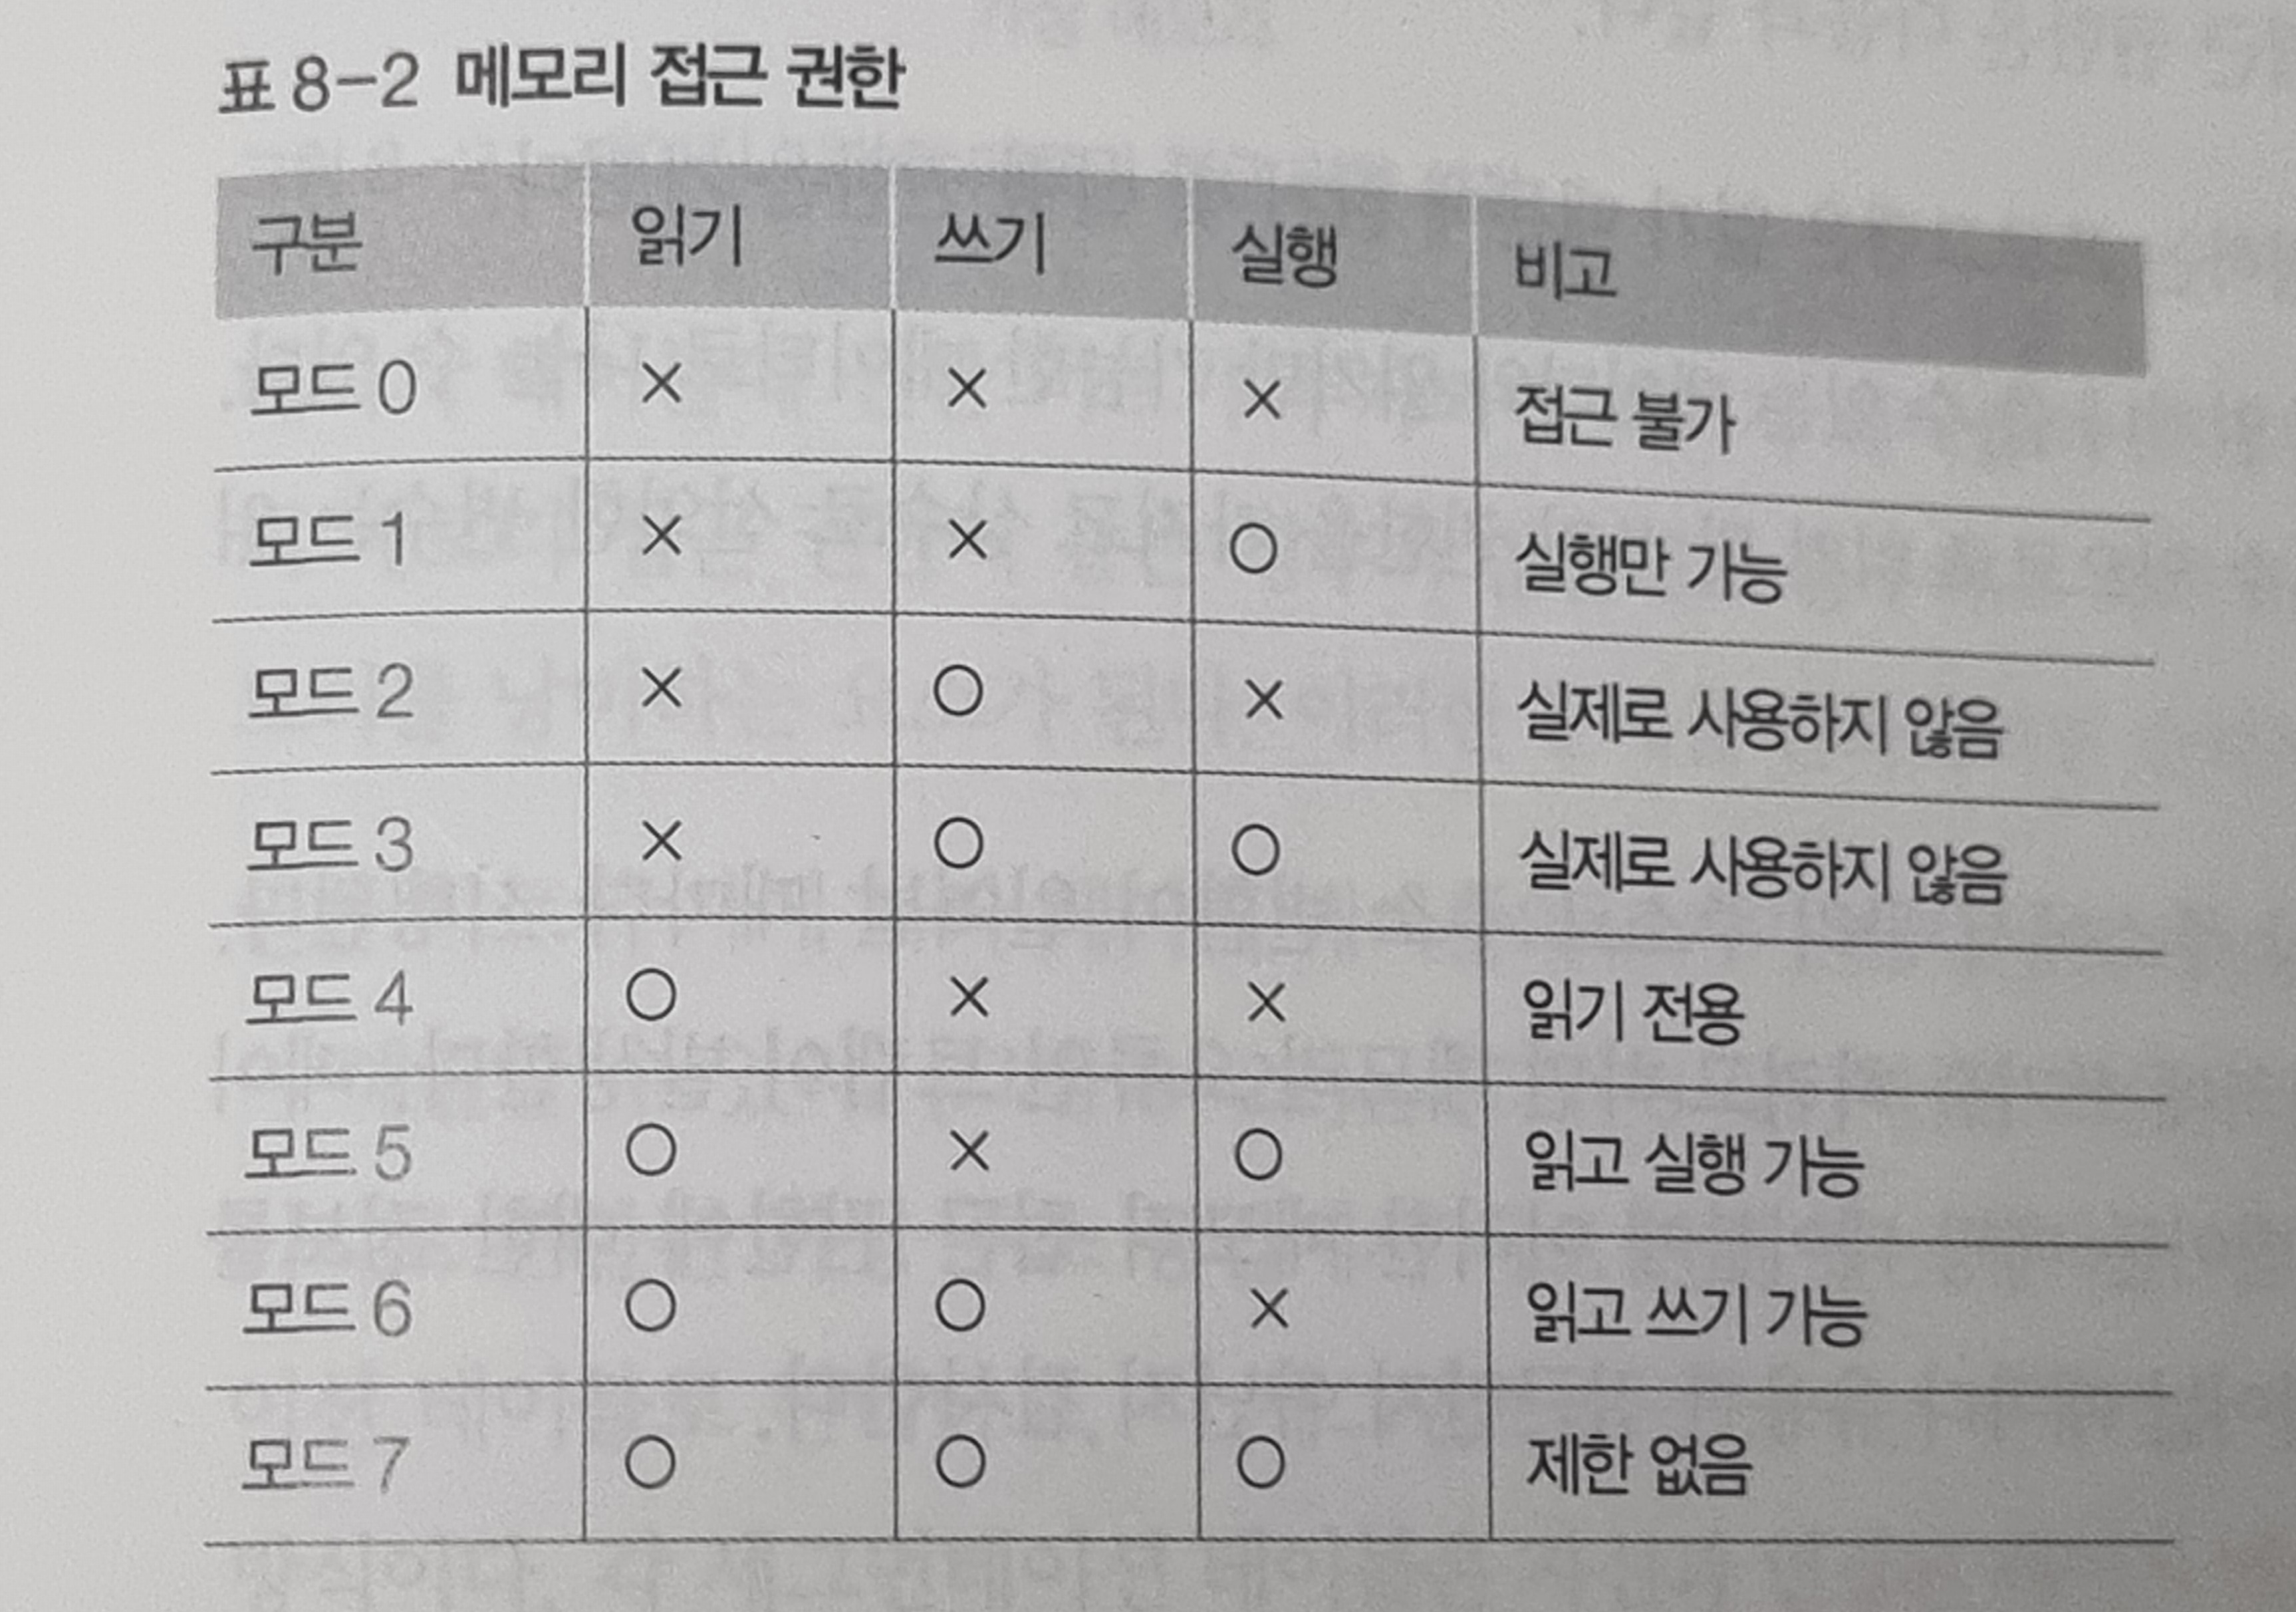 표 8-2 메모리 접근 권한
구분 읽기 쓰기 실행 비고
모드 0 × × × 접근 불가
모드 1 × × ○ 실행만 가능
모드 2 × ○ × 실제로 사용하지 않음
모드 3 × ○ ○ 실제로 사용하지 않음
모드 4 ○ × × 읽기 전용
모드 5 ○ × ○ 읽고 실행 가능
모드 6 ○ ○ × 읽고 쓰기 가능
모드 7 ○ ○ ○ 제한 없음